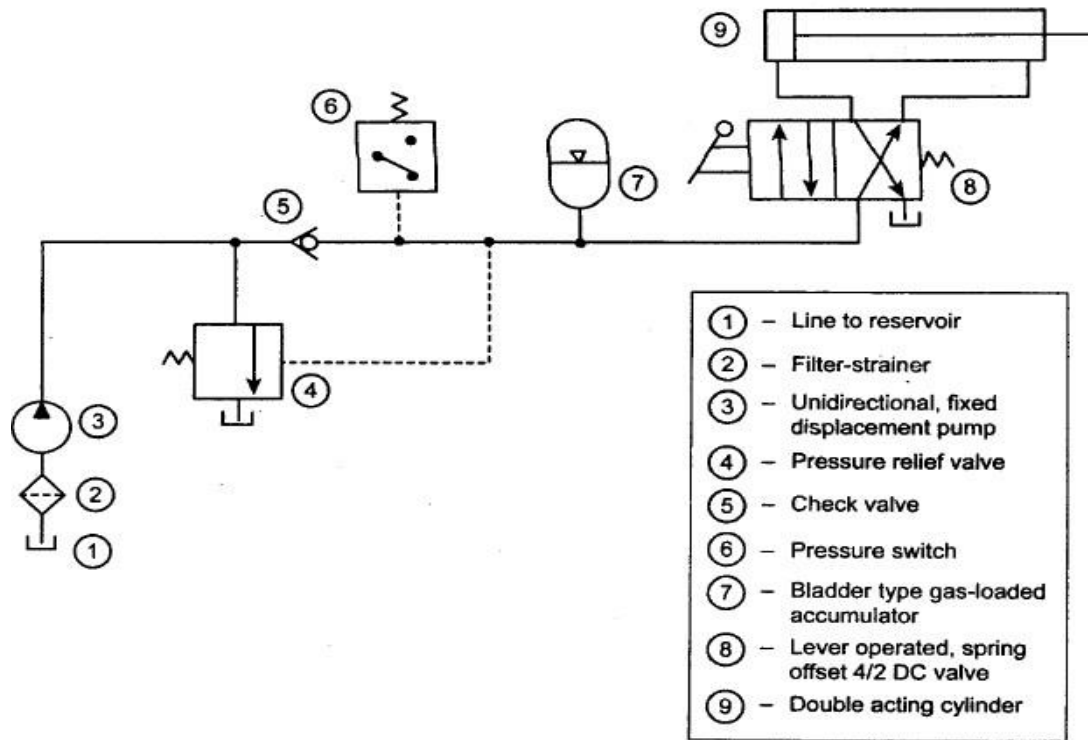 9
6
7
8
5
3
4
2
1
1 – Line to reservoir
2 – Filter-strainer
3 – Unidirectional, fixed
displacement pump
4 – Pressure relief valve
5 – Check valve
6 – Pressure switch
7 – Bladder type gas-loaded
accumulator
8 – Lever operated, spring
offset 4/2 DC valve
9 – Double acting cylinder